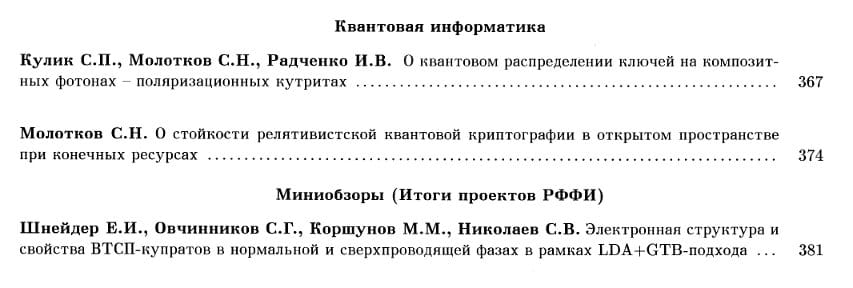 Квантовая информатика
Кулик С.П., Молотков С.Н., Радченко И.В. О квантовом распределении ключей на композит-
ных фотонах – поляризационных кутритах ........................................................ 367
Молотков С.Н. О стойкости релятивистской квантовой криптографии в открытом пространстве
при конечных ресурсах ........................................................................... 374
Миниобзоры (Итоги проектов РФФИ)
Шнейдер Е.И., Овчинников С.Г., Коршунов М.М., Николаев С.В. Электронная структура и
свойства ВТСП-купратов в нормальной и сверхпроводящей фазах в рамках LDA+GTB-подхода ... 381